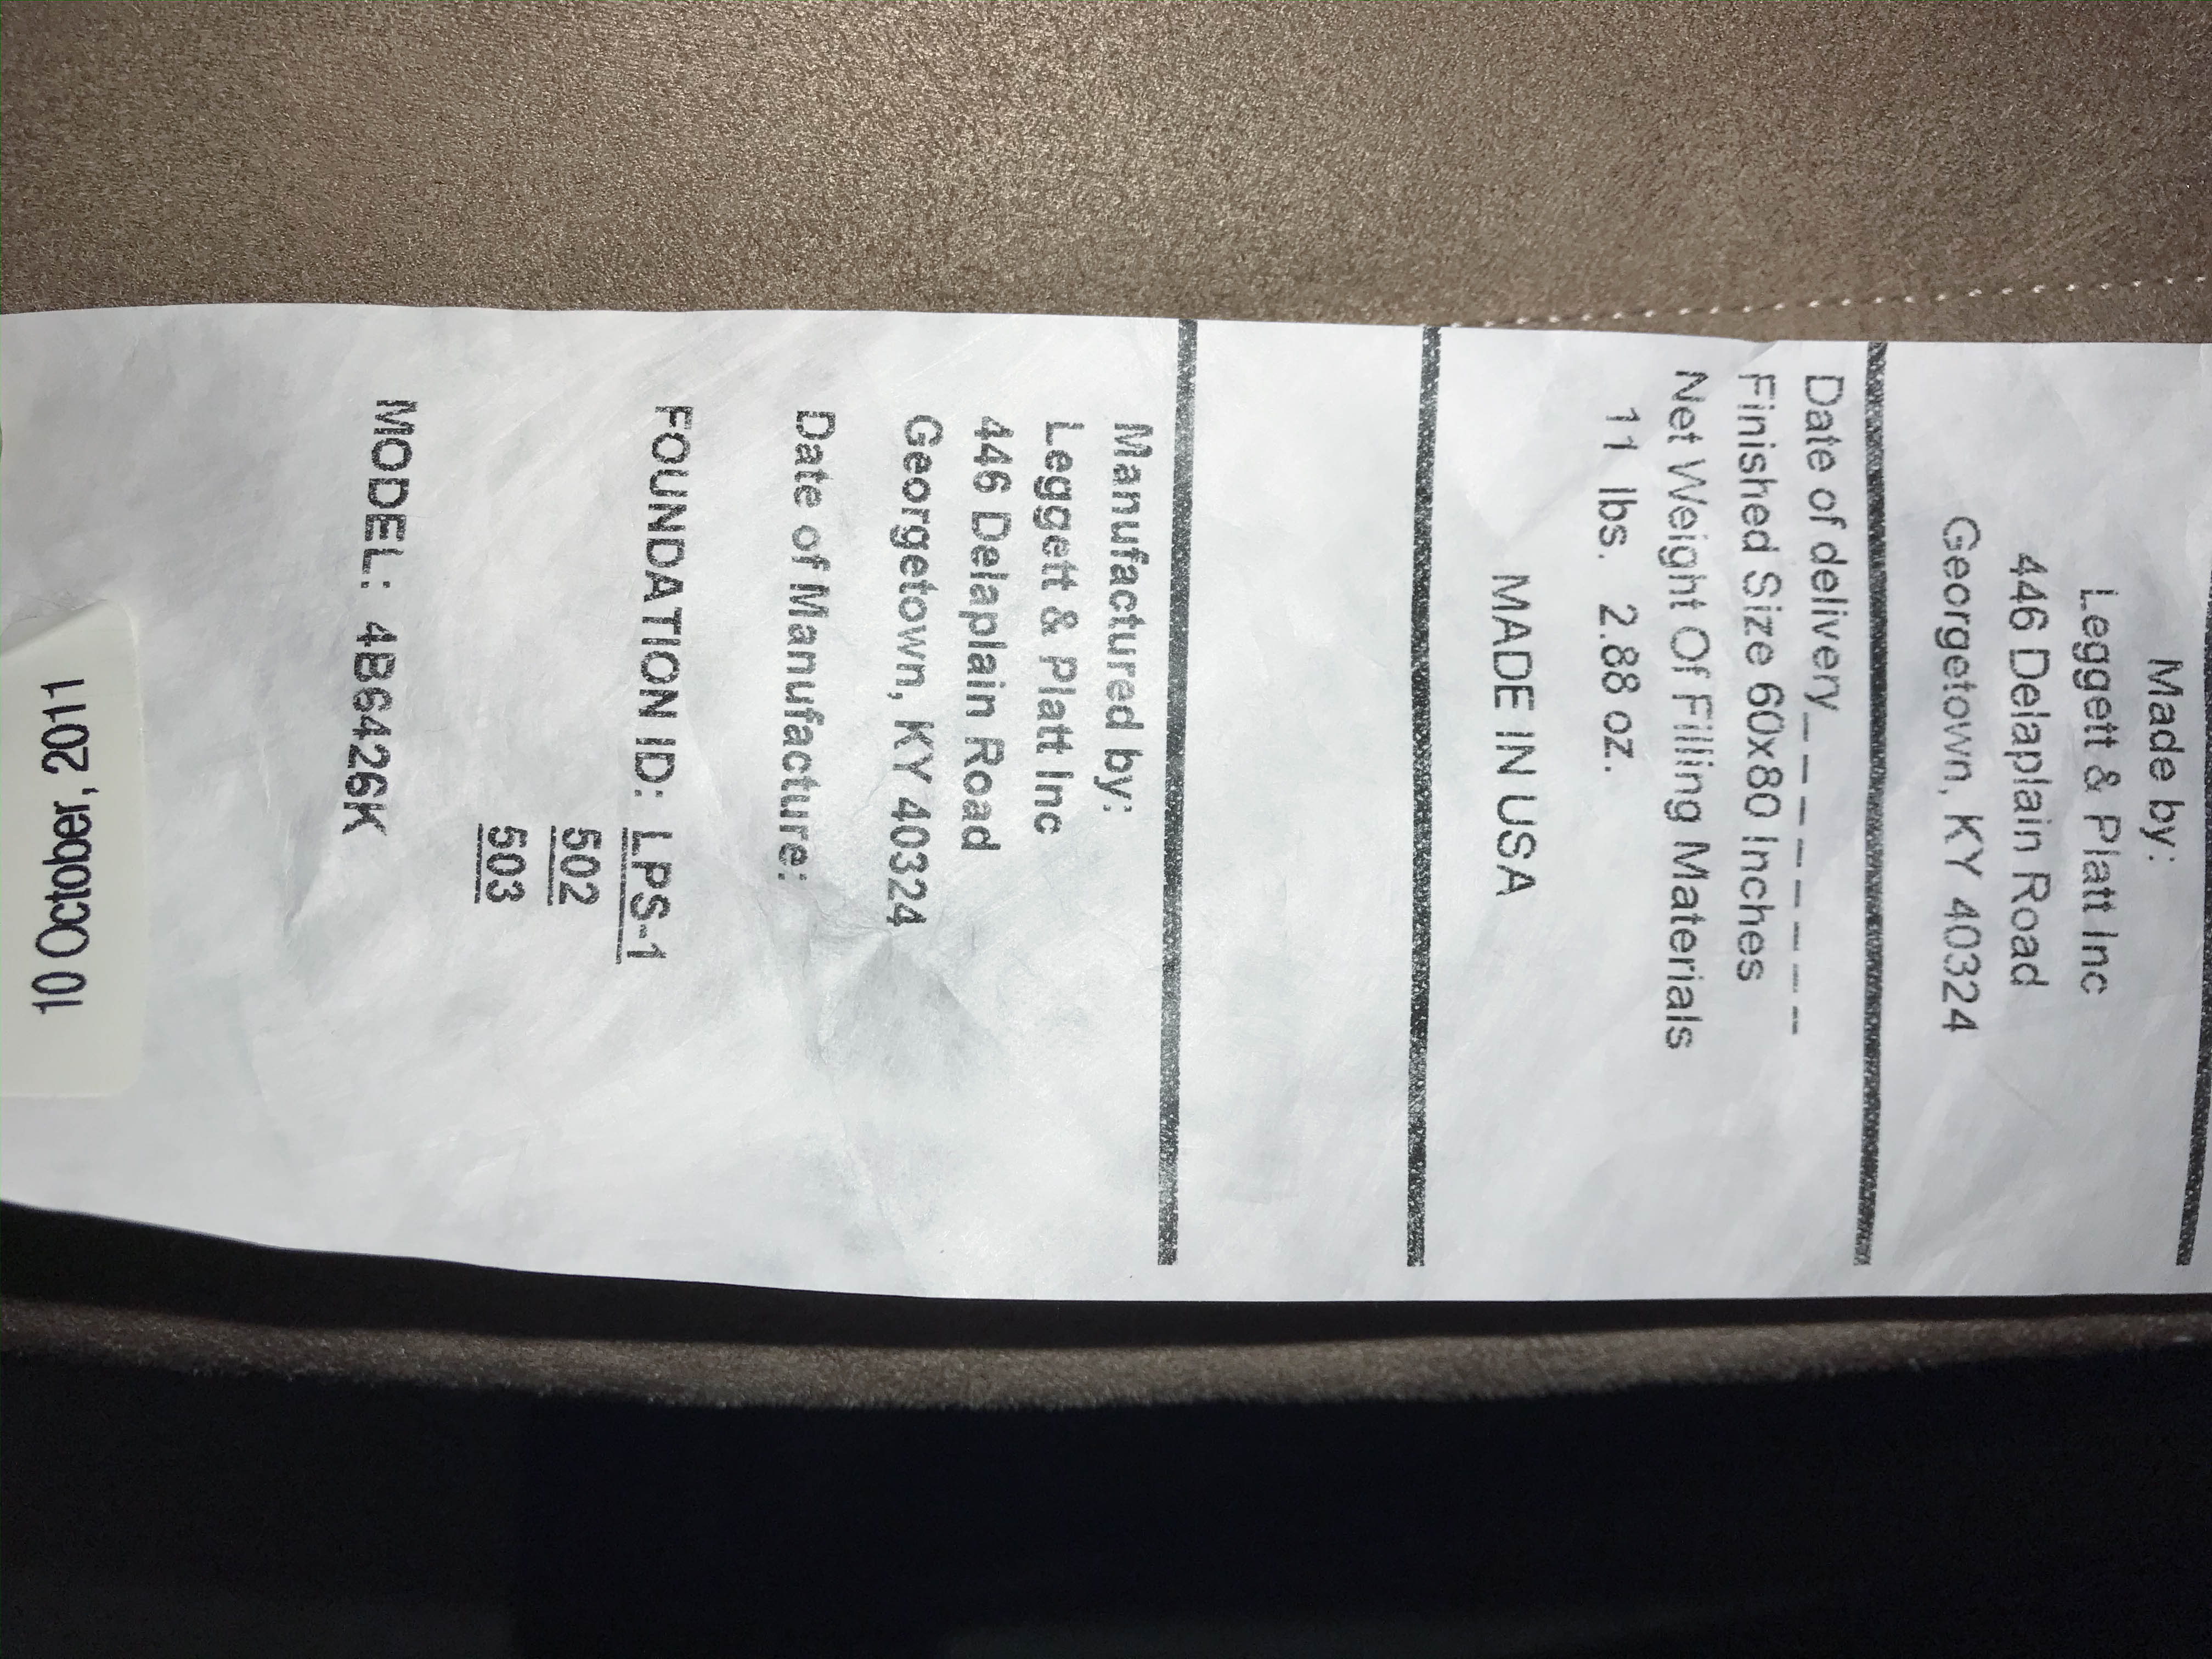 Made by:
Leggett & Platt Inc
446 Delaplain Road
Georgetown, KY 40324
Date of delivery_ _ _ _ _ _ _ _
Finished Size 60x80 Inches
Net Weight Of Filling Materials
11 lbs. 2.88 oz.
MADE IN USA
Manufactured by:
Leggett & Platt Inc
446 Delaplain Road
Georgetown, KY 40324
Date of Manufacture:
FOUNDATION ID: LPS-1
502
503
MODEL: 4B6426K
10 October, 2011